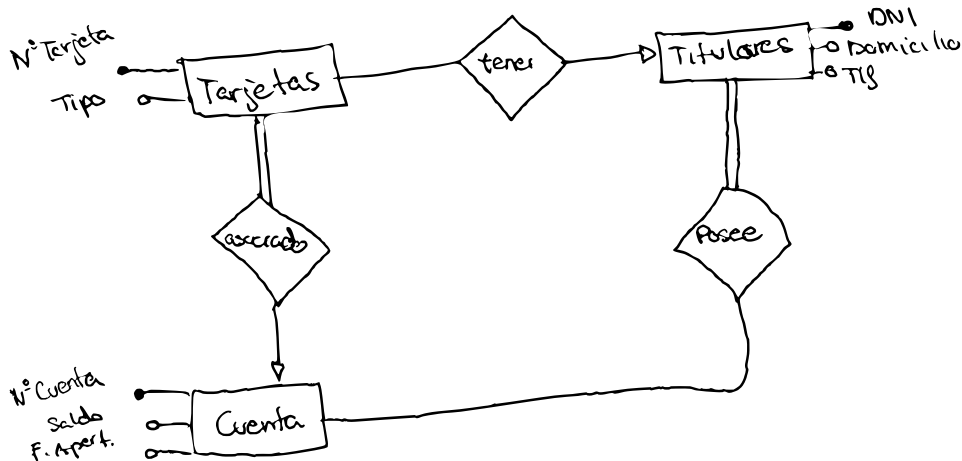 Nº Tarjeta
Tipo
Tarjetas
tener
Titulares
DNI
Domicilio
Tlf
asociado
Posee
Nº Cuenta
Saldo
F. Apert.
Cuenta